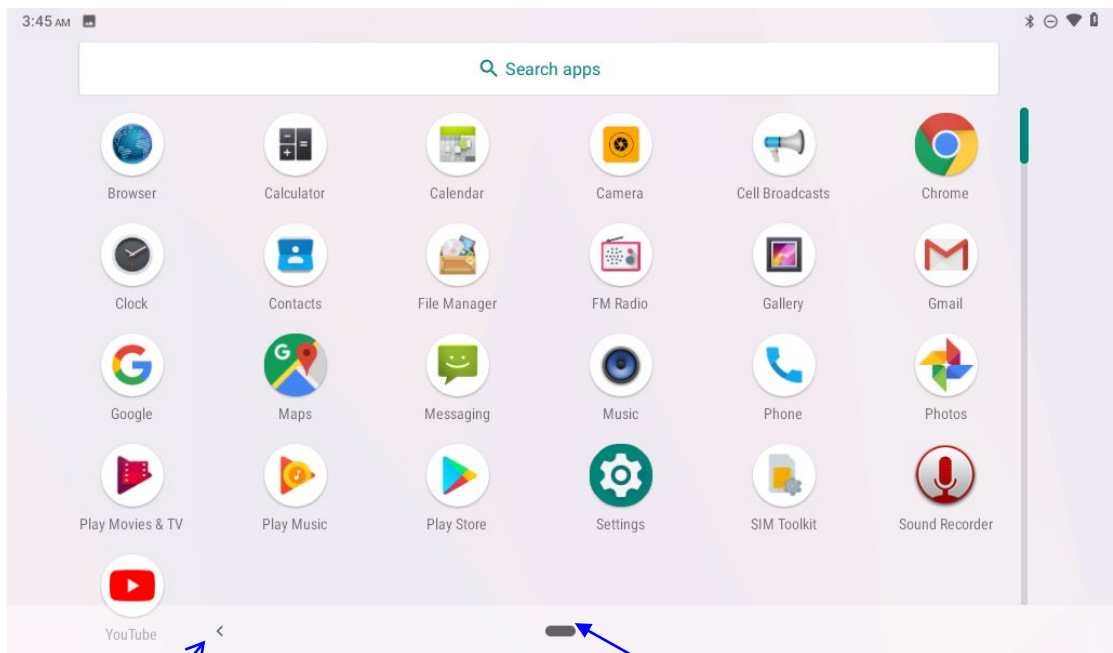 3:45 AM
Search apps
Browser Calculator Calendar Camera Cell Broadcasts Chrome
Clock Contacts File Manager FM Radio Gallery Gmail
G
Google Maps Messaging Music Phone Photos
Play Movies & TV Play Music Play Store Settings SIM Toolkit Sound Recorder
YouTube